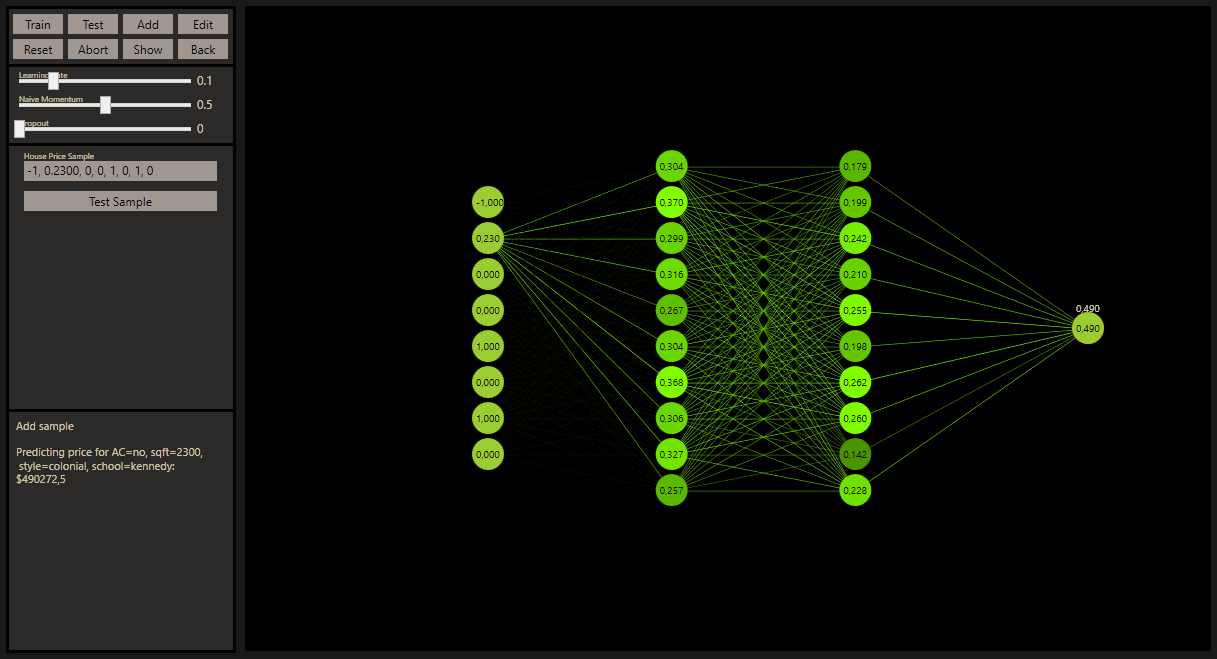 Train Test Add Edit
Reset Abort Show Back
Learning 0.1
Naive Momentum 0.5
ropout 0
House Price Sample
-1, 0.2300, 0, 0, 1, 0, 1, 0
Test Sample
Add sample
Predicting price for AC=no, sqft=2300,
style=colonial, school=kennedy:
$490272,5
-1,000
0,230
0,000
0,000
1,000
0,000
1,000
0,000
0,304
0,370
0,299
0,316
0,267
0,304
0,368
0,306
0,327
0,257
0,179
0,199
0,242
0,210
0,255
0,198
0,262
0,260
0,142
0,228
0,490
0,490